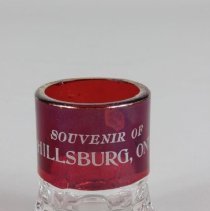 SOUVENIR OF
HILLSBURG, ON